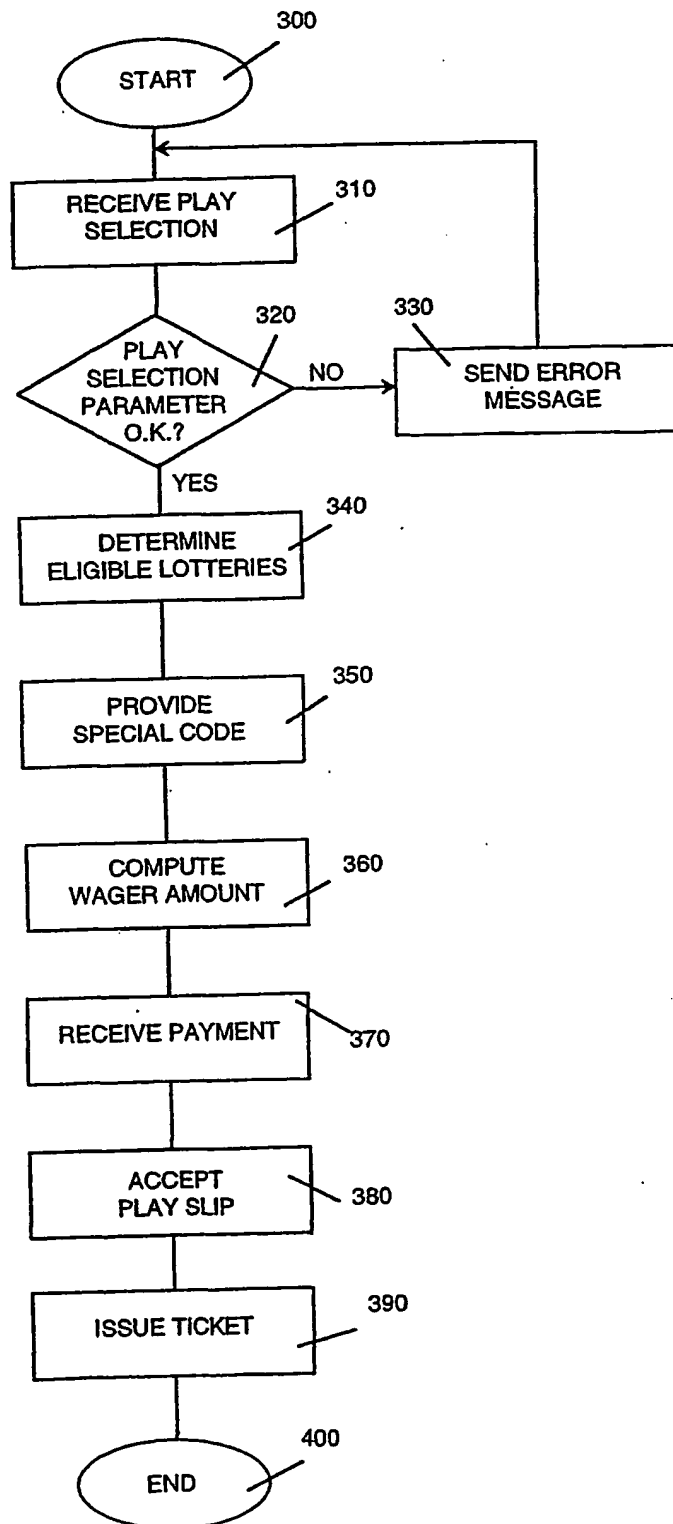 300
START
RECEIVE PLAY
SELECTION
310
320
PLAY
SELECTION
PARAMETER
O.K.?
NO
330
SEND ERROR
MESSAGE
YES
340
DETERMINE
ELIGIBLE LOTTERIES
350
PROVIDE
SPECIAL CODE
COMPUTE
WAGER AMOUNT
360
RECEIVE PAYMENT
370
ACCEPT
PLAY SLIP
380
ISSUE TICKET
390
400
END